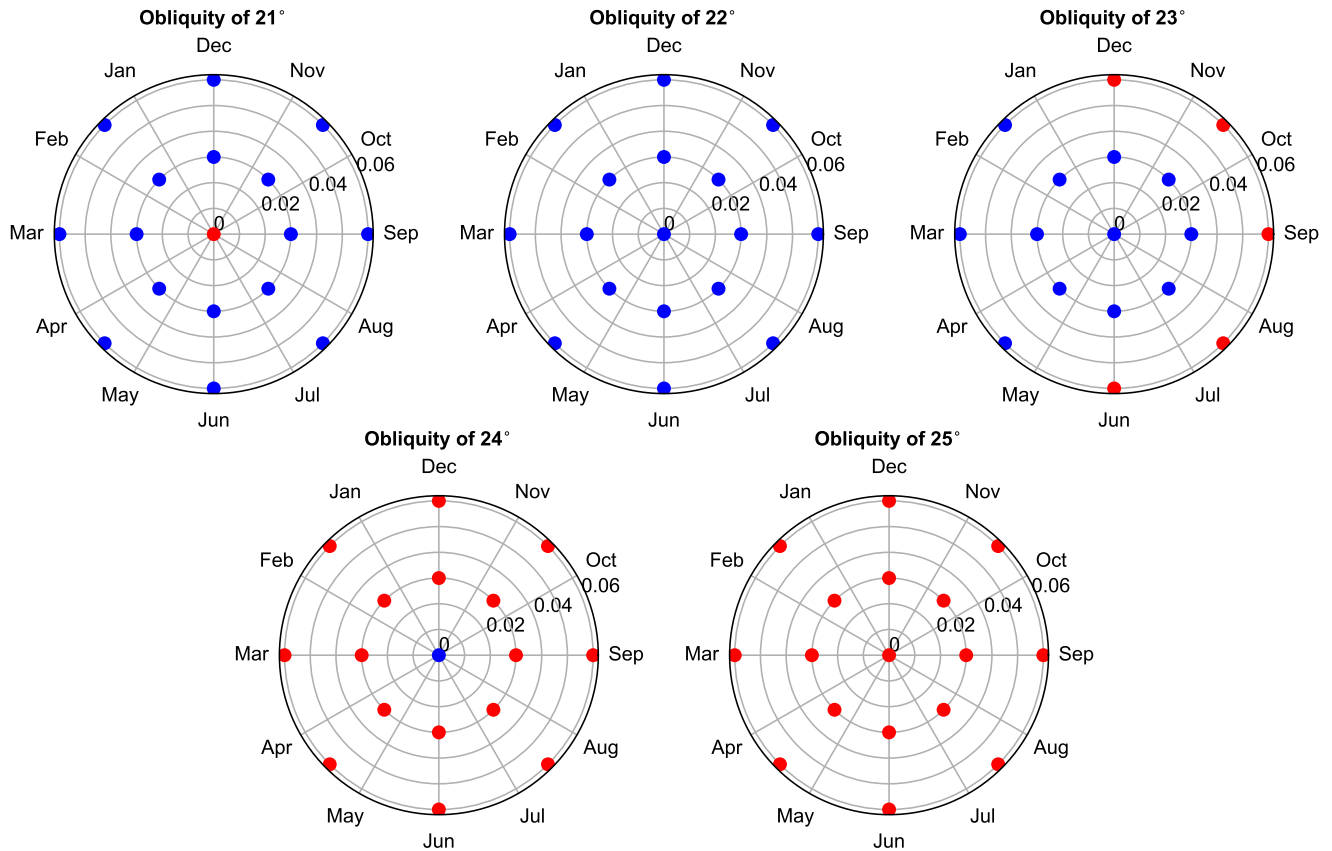 Obliquity of 21°
Dec
Jan
Nov
Feb
Oct
0.06
0.04
0.02
0
Mar
Sep
Apr
Aug
May
Jul
Jun
Obliquity of 22°
Dec
Jan
Nov
Feb
Oct
0.06
0.04
0.02
0
Mar
Sep
Apr
Aug
May
Jul
Jun
Obliquity of 23°
Dec
Jan
Nov
Feb
Oct
0.06
0.04
0.02
0
Mar
Sep
Apr
Aug
May
Jul
Jun
Obliquity of 24°
Dec
Jan
Nov
Feb
Oct
0.06
0.04
0.02
0
Mar
Sep
Apr
Aug
May
Jul
Jun
Obliquity of 25°
Dec
Jan
Nov
Feb
Oct
0.06
0.04
0.02
0
Mar
Sep
Apr
Aug
May
Jul
Jun